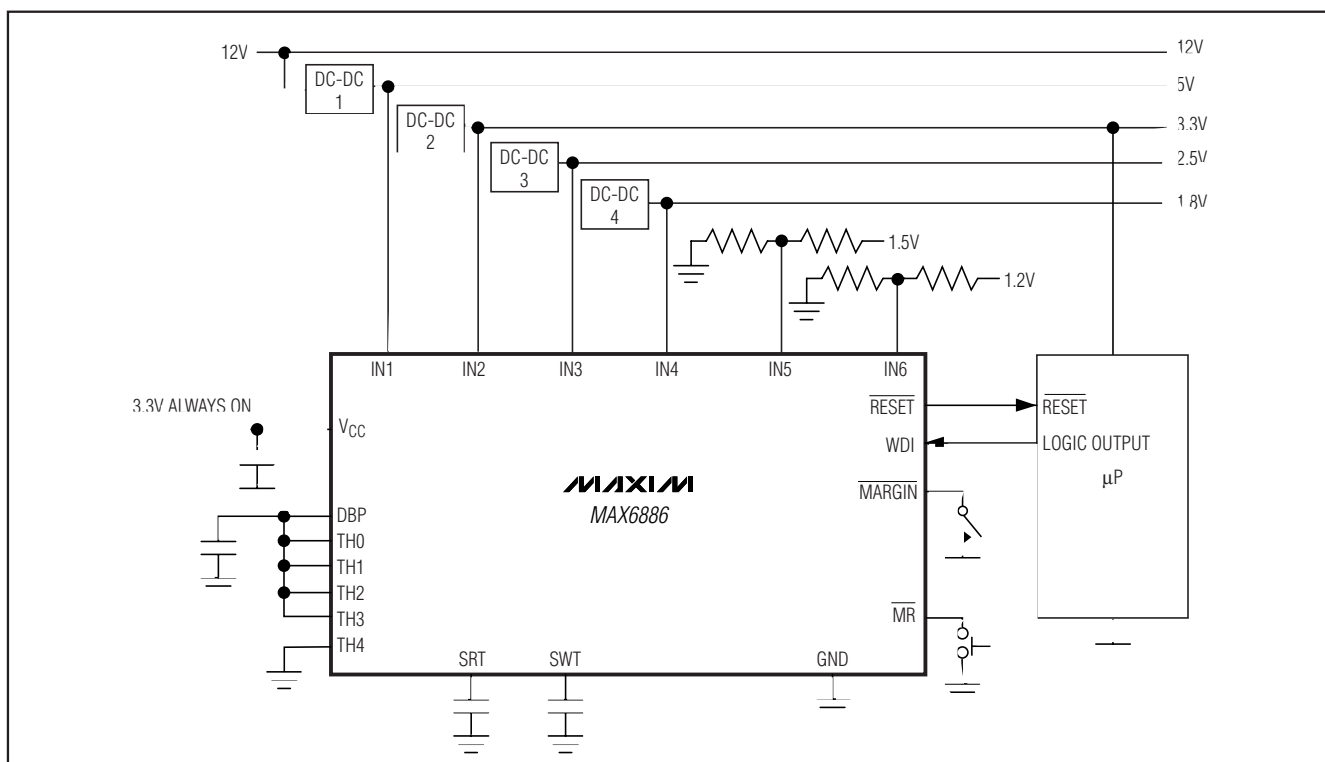 12V
12V
DC-DC
1
5V
DC-DC
2
3.3V
DC-DC
3
2.5V
DC-DC
4
1.8V
1.5V
1.2V
IN1 IN2 IN3 IN4 IN5 IN6
3.3V ALWAYS ON
VCC
RESET
RESET
WDI
LOGIC OUTPUT
μP
MAXIM
MAX6886
MARGIN
DBP
TH0
TH1
TH2
TH3
TH4
MR
SRT SWT GND